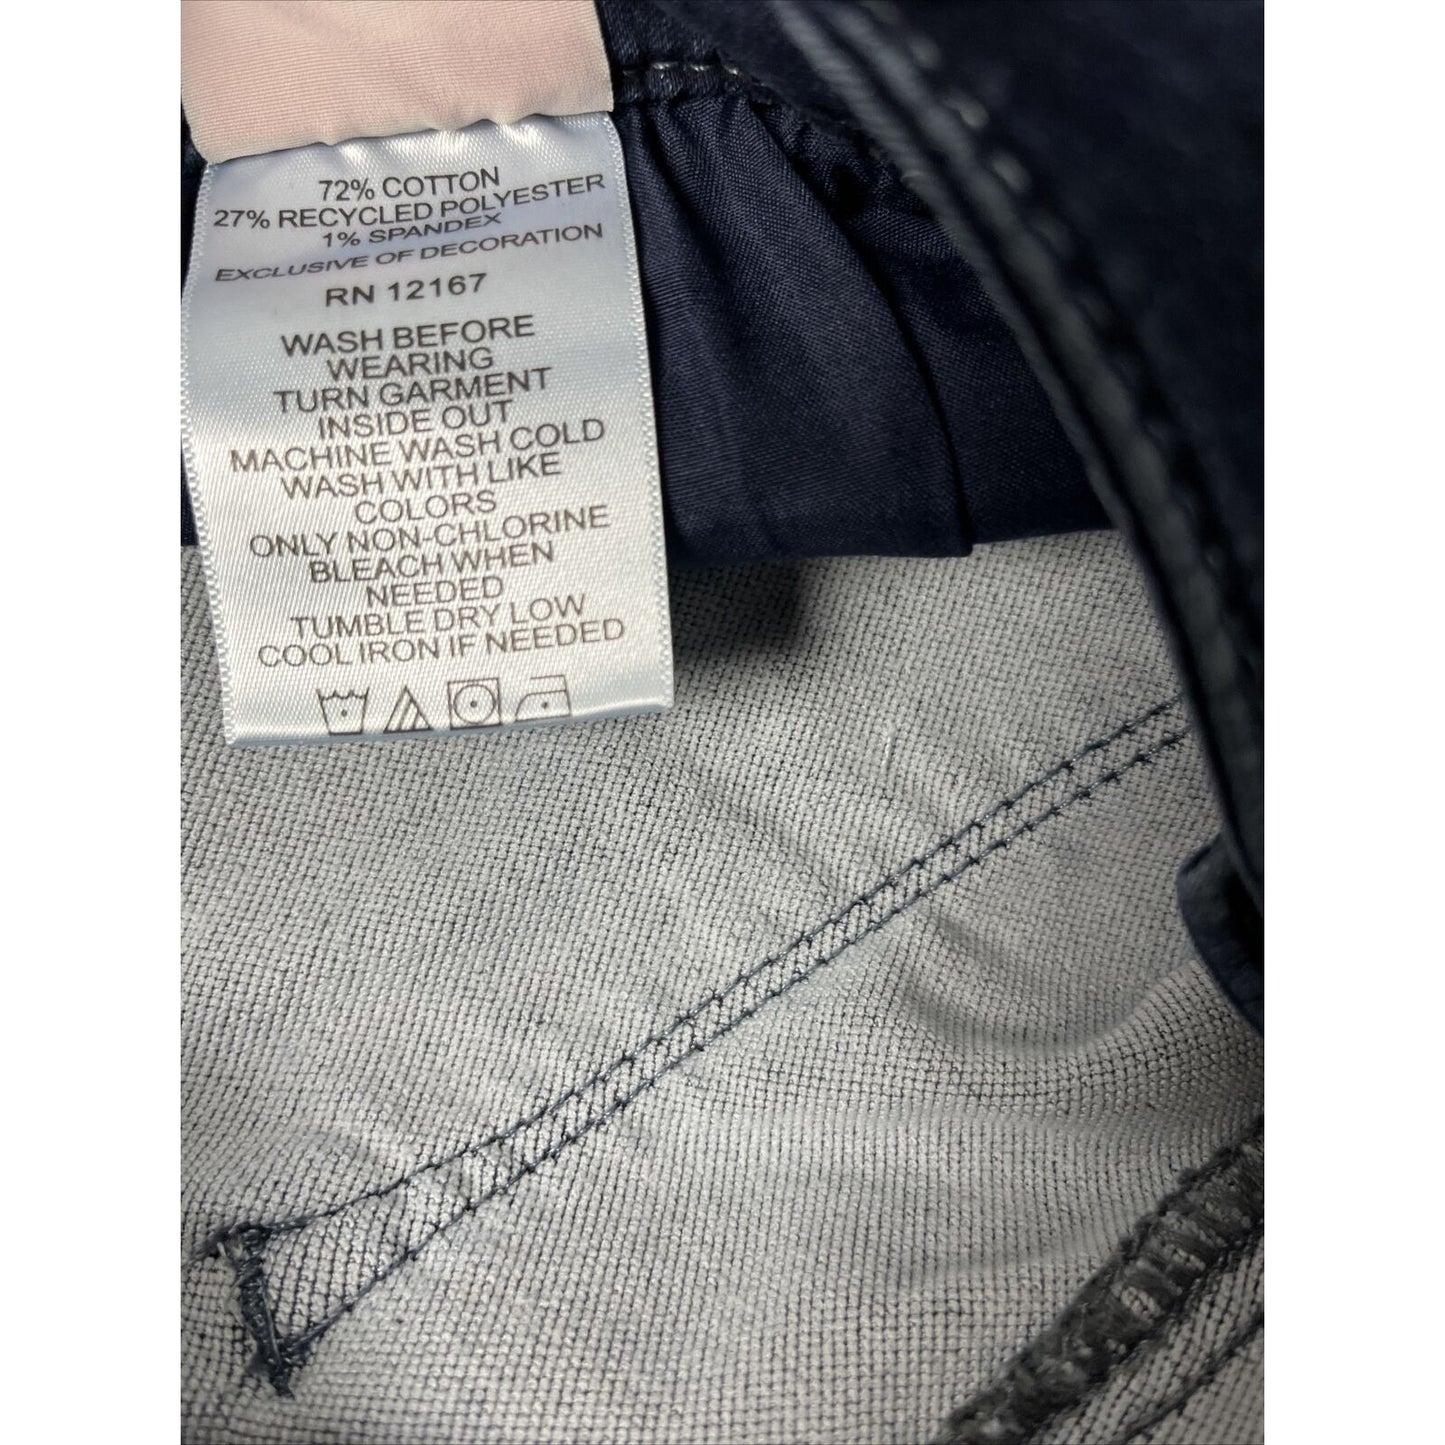 72% COTTON
27% RECYCLED POLYESTER
1% SPANDEX
EXCLUSIVE OF DECORATION
RN 12167
WASH BEFORE
WEARING
TURN GARMENT
INSIDE OUT
MACHINE WASH COLD
WASH WITH LIKE
COLORS
ONLY NON-CHLORINE
BLEACH WHEN
NEEDED
TUMBLE DRY LOW
COOL IRON IF NEEDED